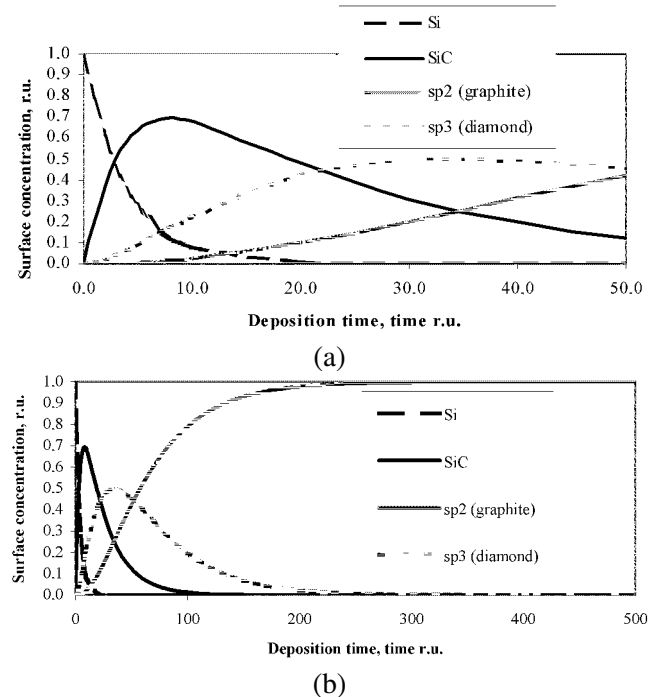 Si
SiC
sp2 (graphite)
sp3 (diamond)
Surface concentration, r.u.
1.0
0.9
0.8
0.7
0.6
0.5
0.4
0.3
0.2
0.1
0.0
0.0 10.0 20.0 30.0 40.0 50.0
Deposition time, time r.u.
(a)
Surface concentration, r.u.
1.0
0.9
0.8
0.7
0.6
0.5
0.4
0.3
0.2
0.1
0.0
Si
SiC
sp2 (graphite)
sp3 (diamond)
0 100 200 300 400 500
Deposition time, time r.u.
(b)